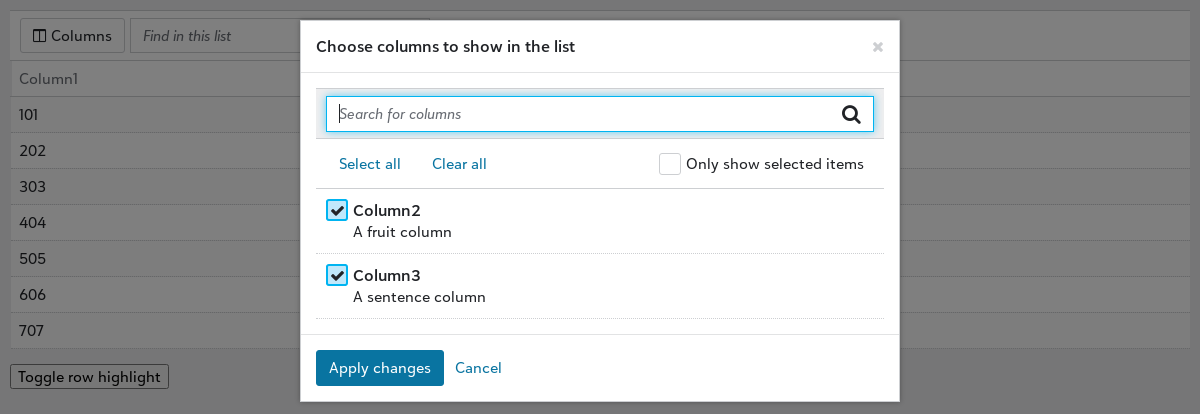 Columns
Find in this list
Column1
101
202
303
404
505
606
707
Toggle row highlight
Choose columns to show in the list
Search for columns
Select all
Clear all
Only show selected items
Column2
A fruit column
Column3
A sentence column
Apply changes
Cancel